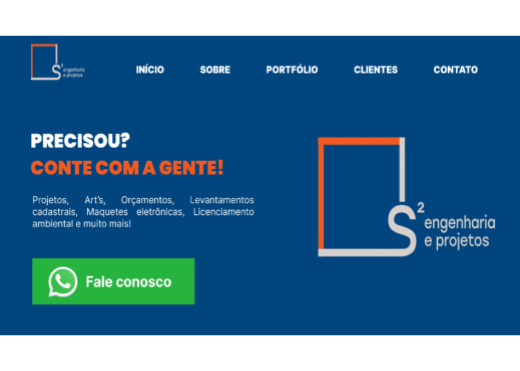 S² engenharia
e projetos
INÍCIO SOBRE PORTFÓLIO CLIENTES CONTATO
PRECISOU?
CONTE COM A GENTE!
Projetos, Art's, Orçamentos, Levantamentos
cadastrais, Maquetes eletrônicas, Licenciamento
ambiental e muito mais!
Fale conosco
S² engenharia
e projetos